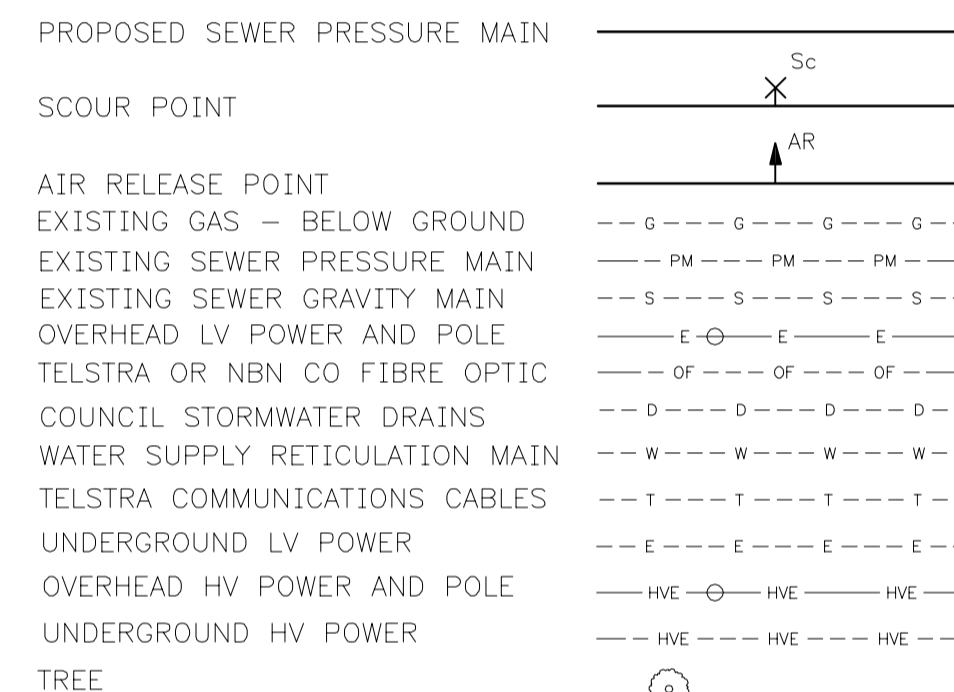 PROPOSED SEWER PRESSURE MAIN
Sc
SCOUR POINT
AR
AIR RELEASE POINT
EXISTING GAS — BELOW GROUND G G G G
EXISTING SEWER PRESSURE MAIN PM PM PM
EXISTING SEWER GRAVITY MAIN S S S S
OVERHEAD LV POWER AND POLE E E E
TELSTRA OR NBN CO FIBRE OPTIC OF OF OF
COUNCIL STORMWATER DRAINS D D D D
WATER SUPPLY RETICULATION MAIN W W W W
TELSTRA COMMUNICATIONS CABLES T T T T
UNDERGROUND LV POWER E E E E
OVERHEAD HV POWER AND POLE HVE HVE HVE
UNDERGROUND HV POWER HVE HVE HVE
TREE